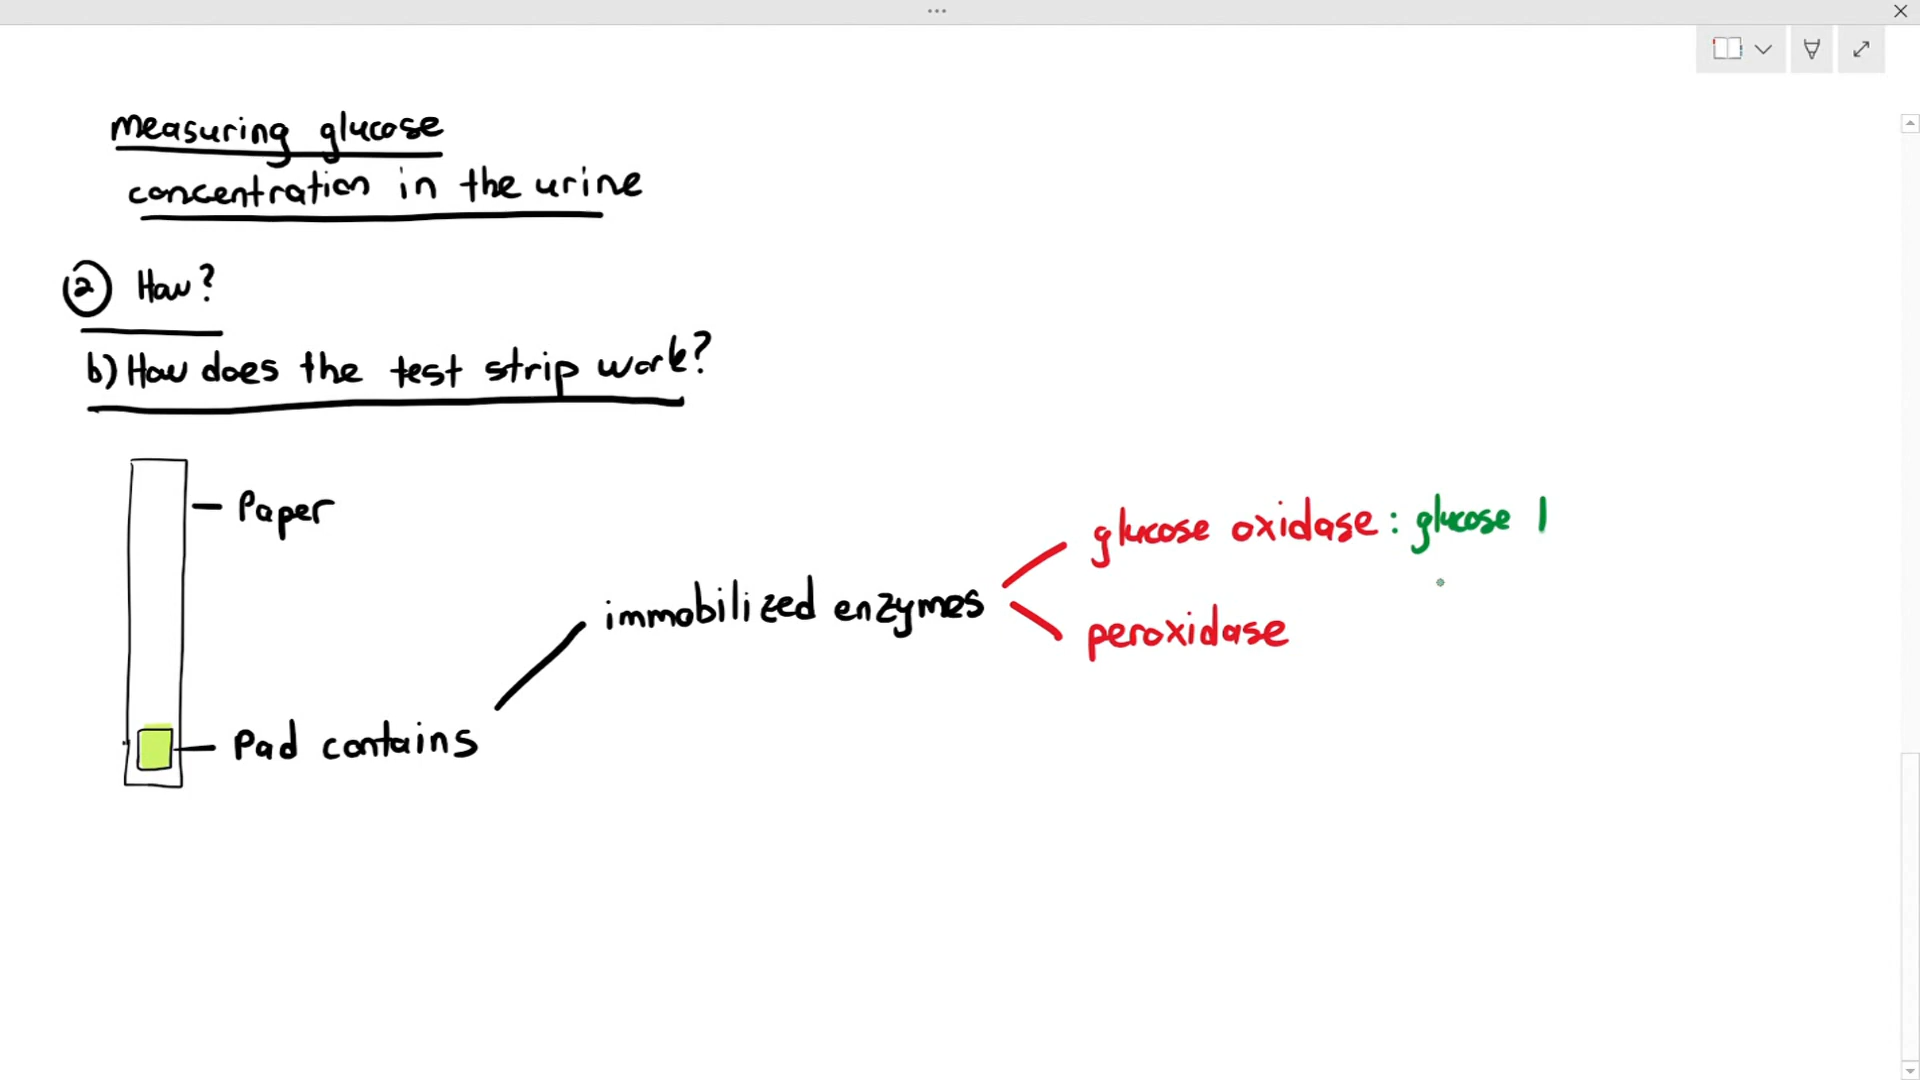 measuring glucose
concentration in the urine
2 How?
b) How does the test strip work?
Paper
glucose oxidase: glucose
immobilized enzymes
peroxidase
Pad contains